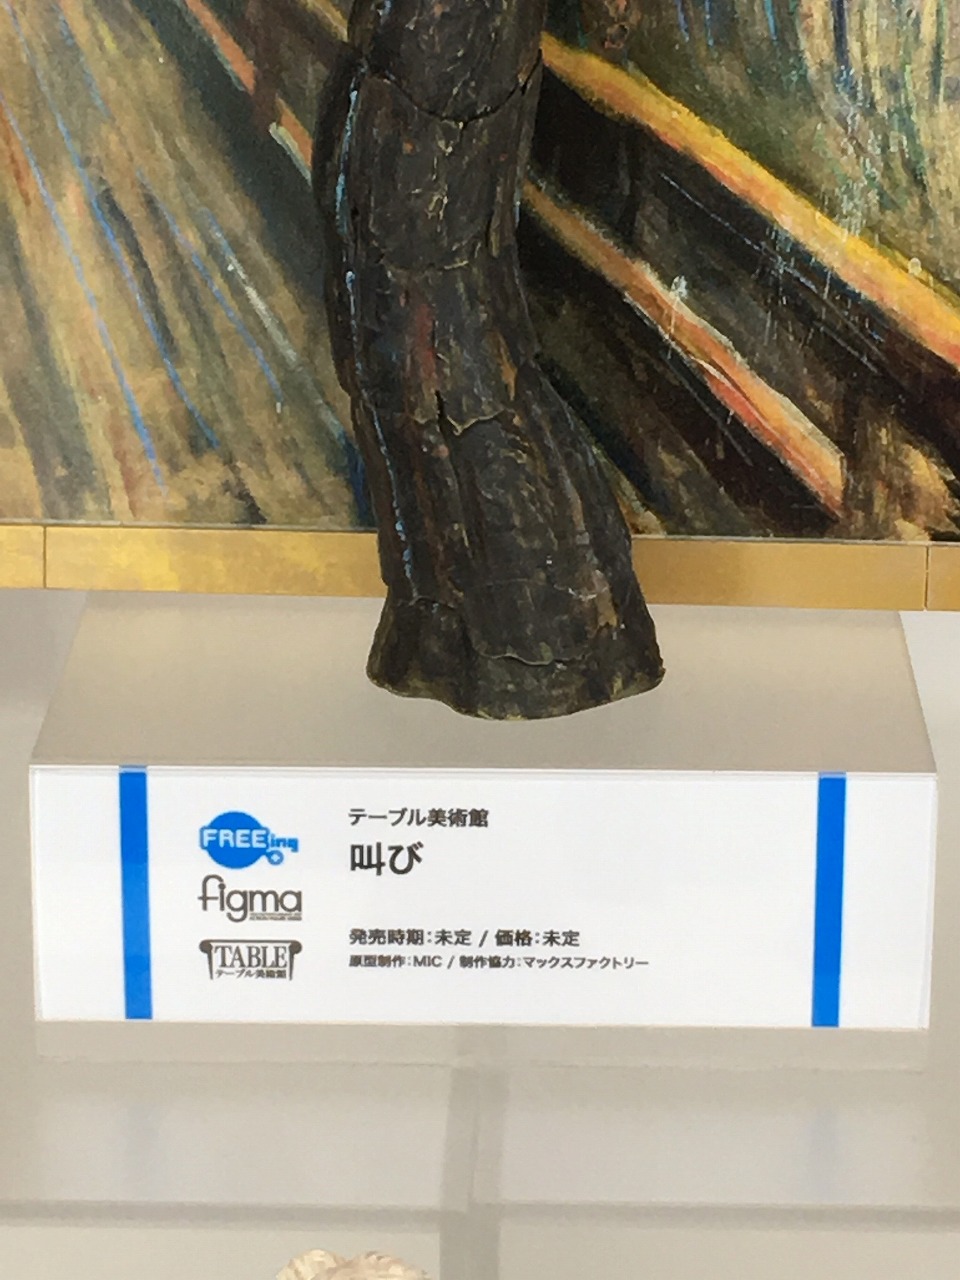 FREEing
figma
TABLE
テーブル美術館
テーブル美術館
叫び
発売時期：未定 / 価格：未定
原型制作：MIC / 制作協力：マックスファクトリー